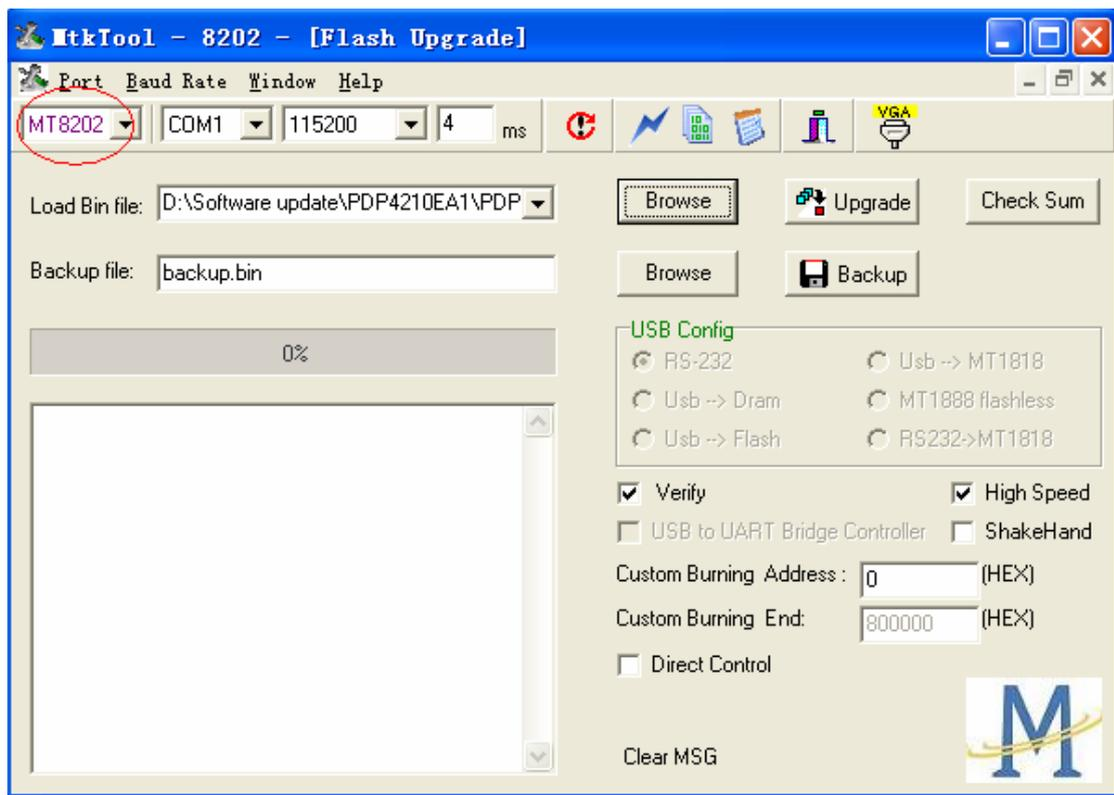 MtkTool - 8202 - [Flash Upgrade]
Port Baud Rate Window Help
MT8202 COM1 115200 4 ms VGA
Load Bin file: D:\Software update\PDP4210EA1\PDP Browse Upgrade Check Sum
Backup file: backup.bin Browse Backup
0%
USB Config
RS-232 Usb --> MT1818
Usb --> Dram MT1888 flashless
Usb --> Flash RS232->MT1818
Verify High Speed
USB to UART Bridge Controller ShakeHand
Custom Burning Address : 0 (HEX)
Custom Burning End: 800000 (HEX)
Direct Control
Clear MSG
M